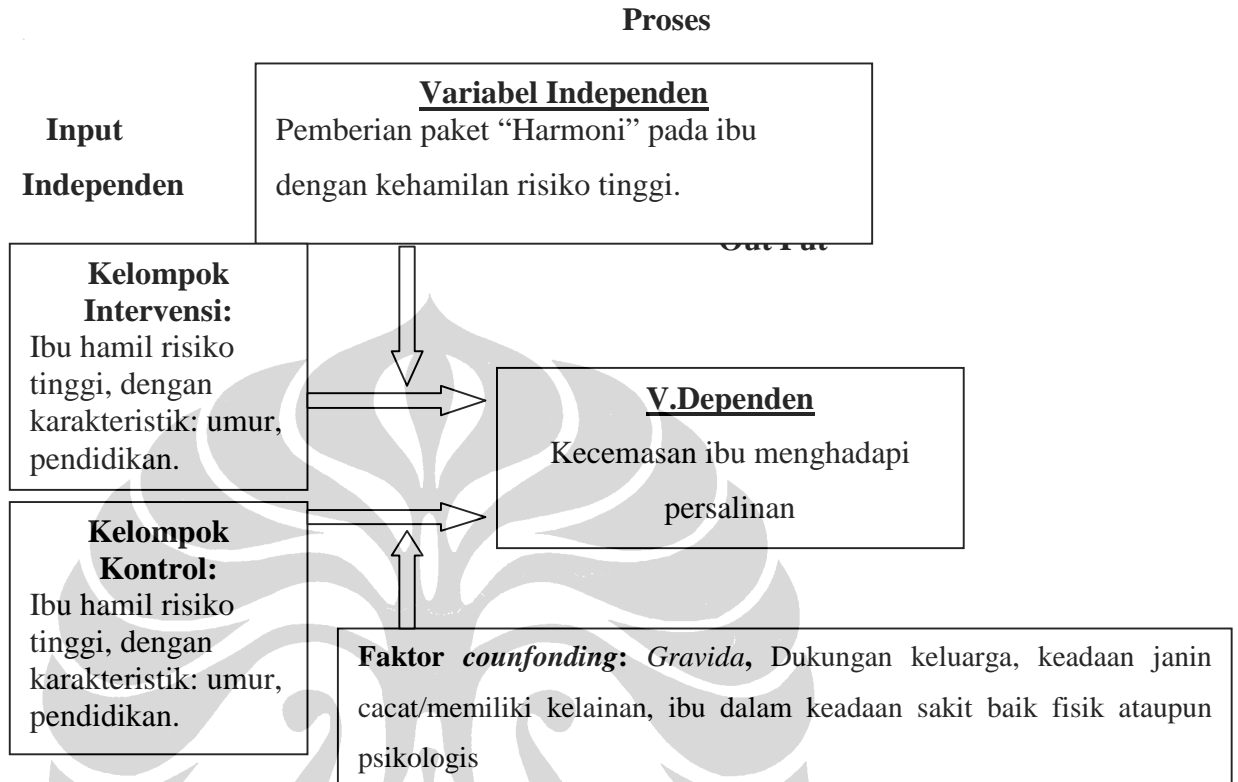 Proses
Variabel Independen
Input
Independen
Pemberian paket “Harmoni” pada ibu
dengan kehamilan risiko tinggi.
Out Put
Kelompok
Intervensi:
Ibu hamil risiko
tinggi, dengan
karakteristik: umur,
pendidikan.
V.Dependen
Kecemasan ibu menghadapi
persalinan
Kelompok
Kontrol:
Ibu hamil risiko
tinggi, dengan
karakteristik: umur,
pendidikan.
Faktor counfonding: Gravida, Dukungan keluarga, keadaan janin
cacat/memiliki kelainan, ibu dalam keadaan sakit baik fisik ataupun
psikologis